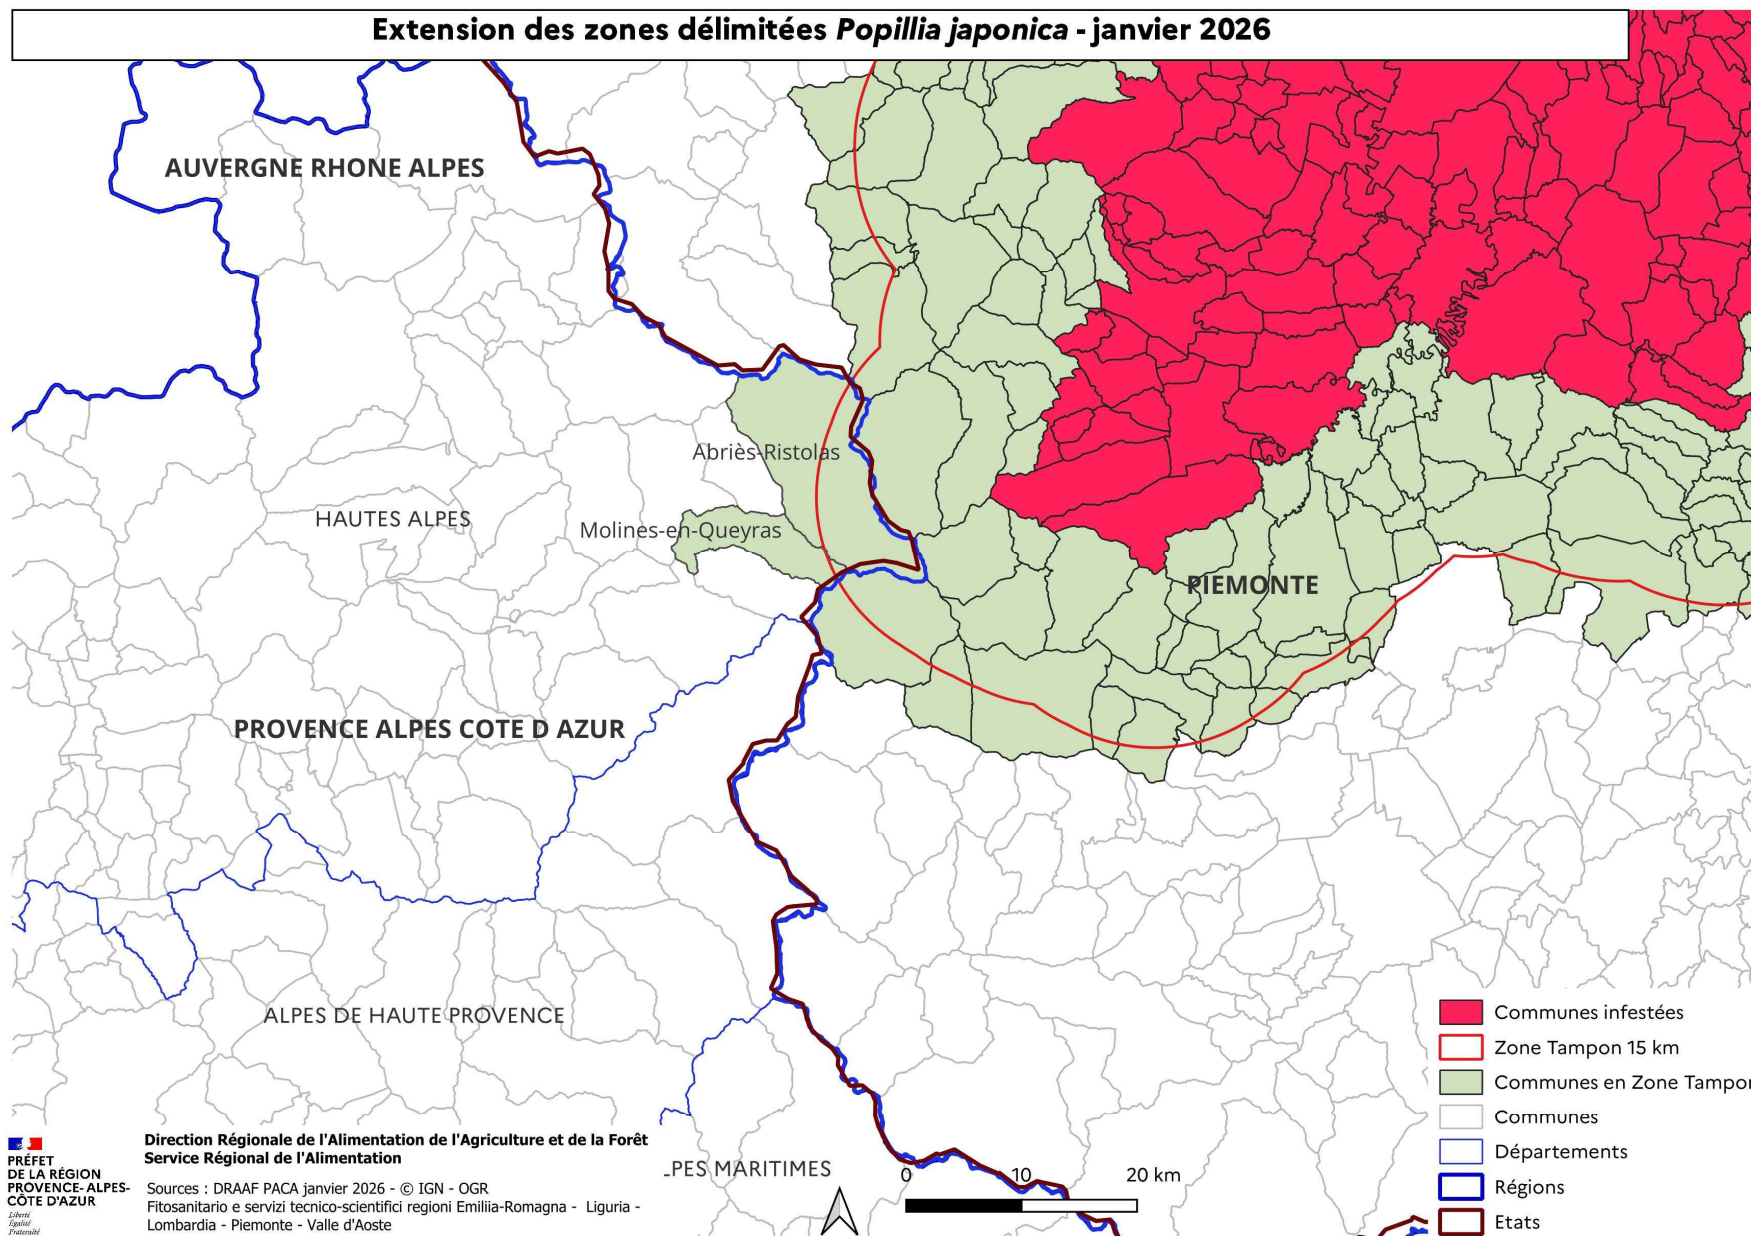 Extension des zones délimitées Popillia japonica - janvier 2026
AUVERGNE RHONE ALPES
Abriès-Ristolas
HAUTES ALPES
Molines-en-Queyras
PIEMONTE
PROVENCE ALPES COTE D AZUR
ALPES DE HAUTE PROVENCE
LPES MARITIMES
Communes infestées
Zone Tampon 15 km
Communes en Zone Tampon
Communes
Départements
Régions
Etats
0 10 20 km
PRÉFET
DE LA RÉGION
PROVENCE-ALPES-
CÔTE D'AZUR
Liberté
Égalité
Fraternité
Direction Régionale de l'Alimentation de l'Agriculture et de la Forêt
Service Régional de l'Alimentation
Sources : DRAAF PACA janvier 2026 - © IGN - OGR
Fitosanitario e servizi tecnico-scientifici regioni Emiliia-Romagna - Liguria -
Lombardia - Piemonte - Valle d'Aoste